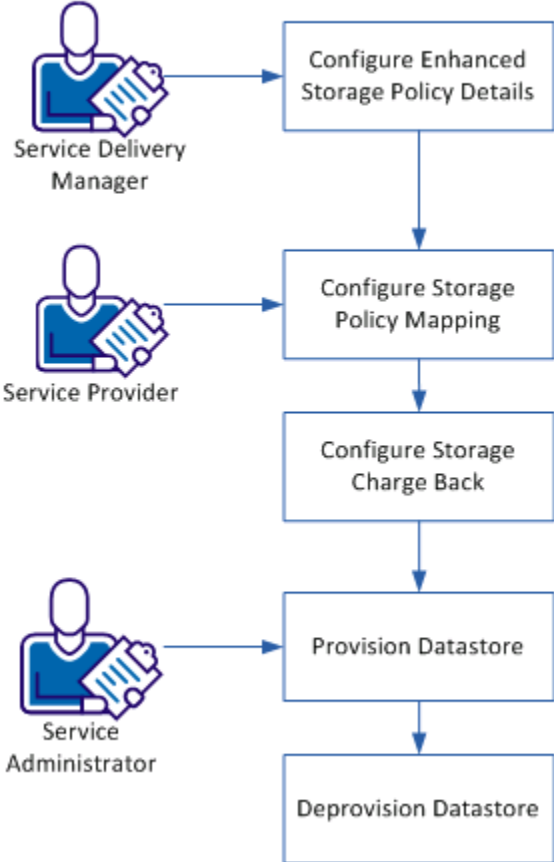 Configure Enhanced
Storage Policy Details
Service Delivery
Manager
Configure Storage
Policy Mapping
Service Provider
Configure Storage
Charge Back
Provision Datastore
Service
Administrator
Deprovision Datastore